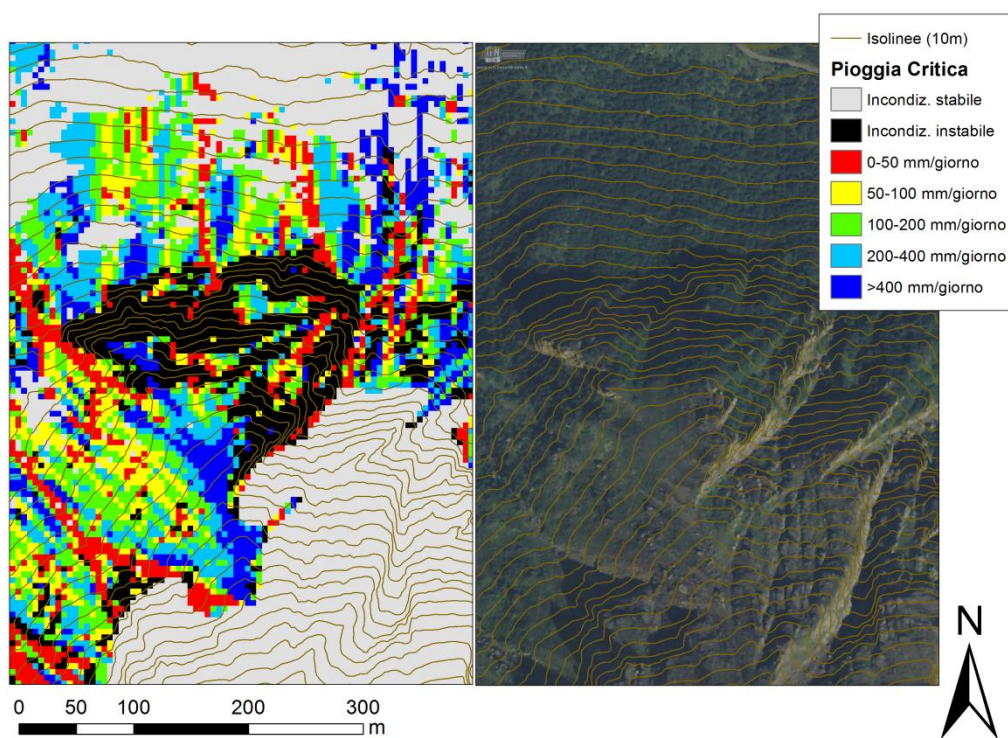 Isolinee (10m)
Pioggia Critica
Incondiz. stabile
Incondiz. instabile
0-50 mm/giorno
50-100 mm/giorno
100-200 mm/giorno
200-400 mm/giorno
>400 mm/giorno
GN
N
0 50 100 200 300
m